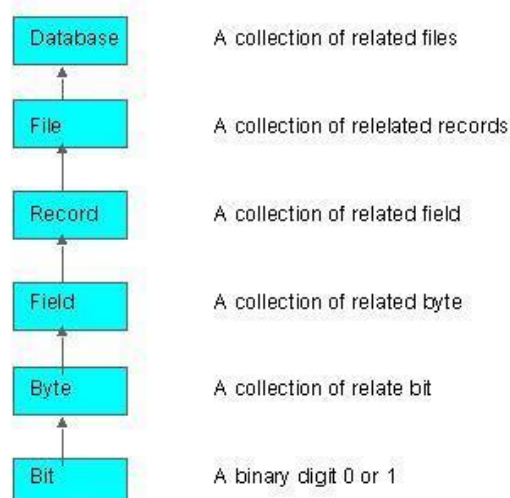 Database A collection of related files
File A collection of relelated records
Record A collection of related field
Field A collection of related byte
Byte A collection of relate bit
Bit A binary digit 0 or 1